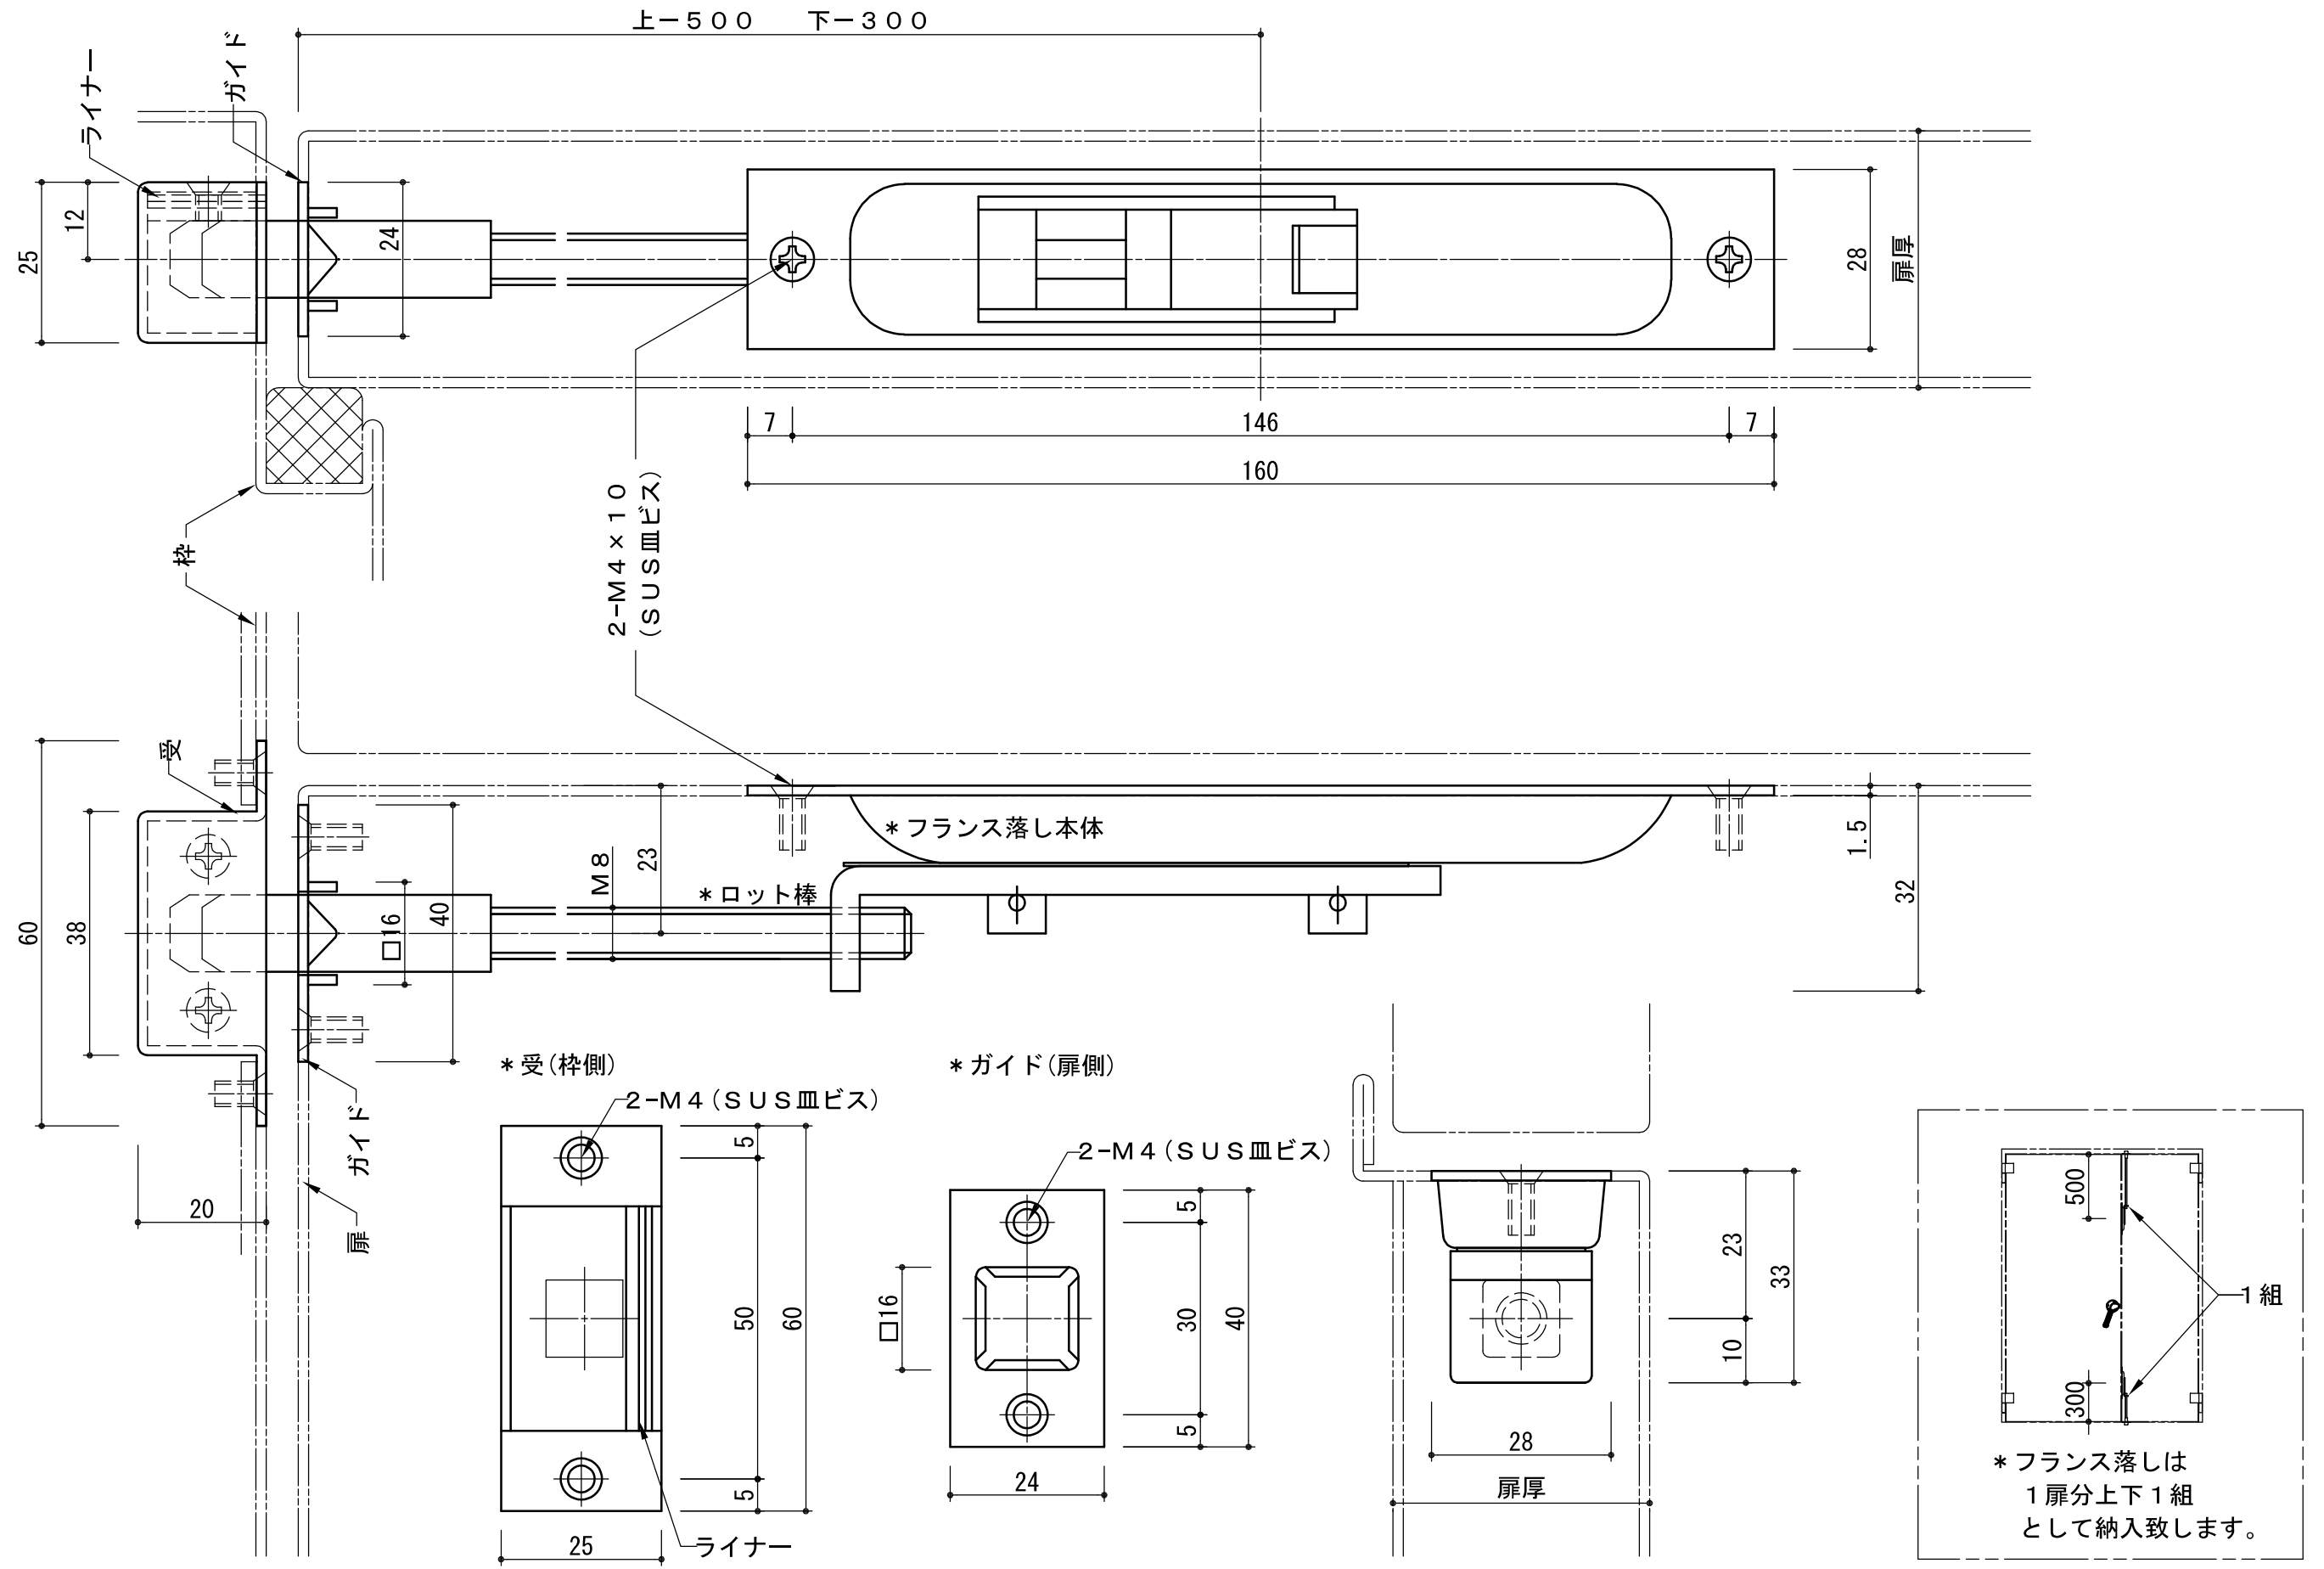 上－５００　　下－３００
ライナー
ガイド
25
12
24
28
扉厚
7
146
7
160
２－Ｍ４×１０
（ＳＵＳ皿ビス）
枠
受
60
38
□16
40
Ｍ８
23
＊ロット棒
＊フランス落し本体
1.5
32
20
ガイド
扉
＊受（枠側）
２－Ｍ４（ＳＵＳ皿ビス）
5
50
60
5
25
ライナー
＊ガイド（扉側）
２－Ｍ４（ＳＵＳ皿ビス）
□16
5
30
40
5
24
23
33
10
28
扉厚
500
300
１組
＊フランス落しは
１扉分上下１組
として納入致します。